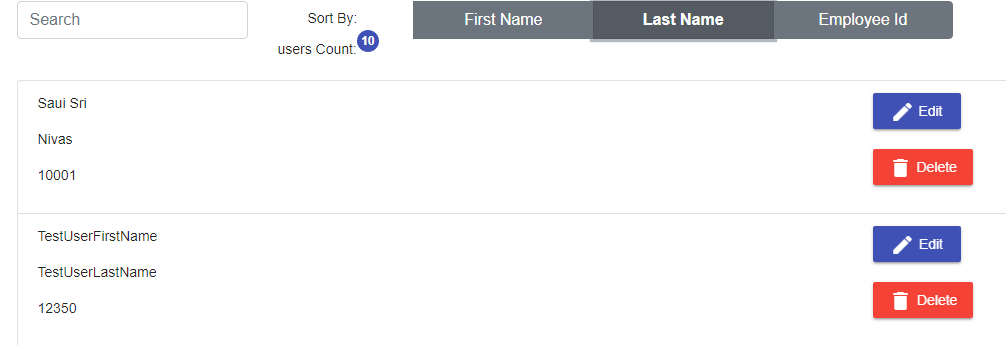 Search
Sort By:
First Name
Last Name
Employee Id
users Count:
10
Saui Sri
Edit
Nivas
Delete
10001
TestUserFirstName
Edit
TestUserLastName
Delete
12350